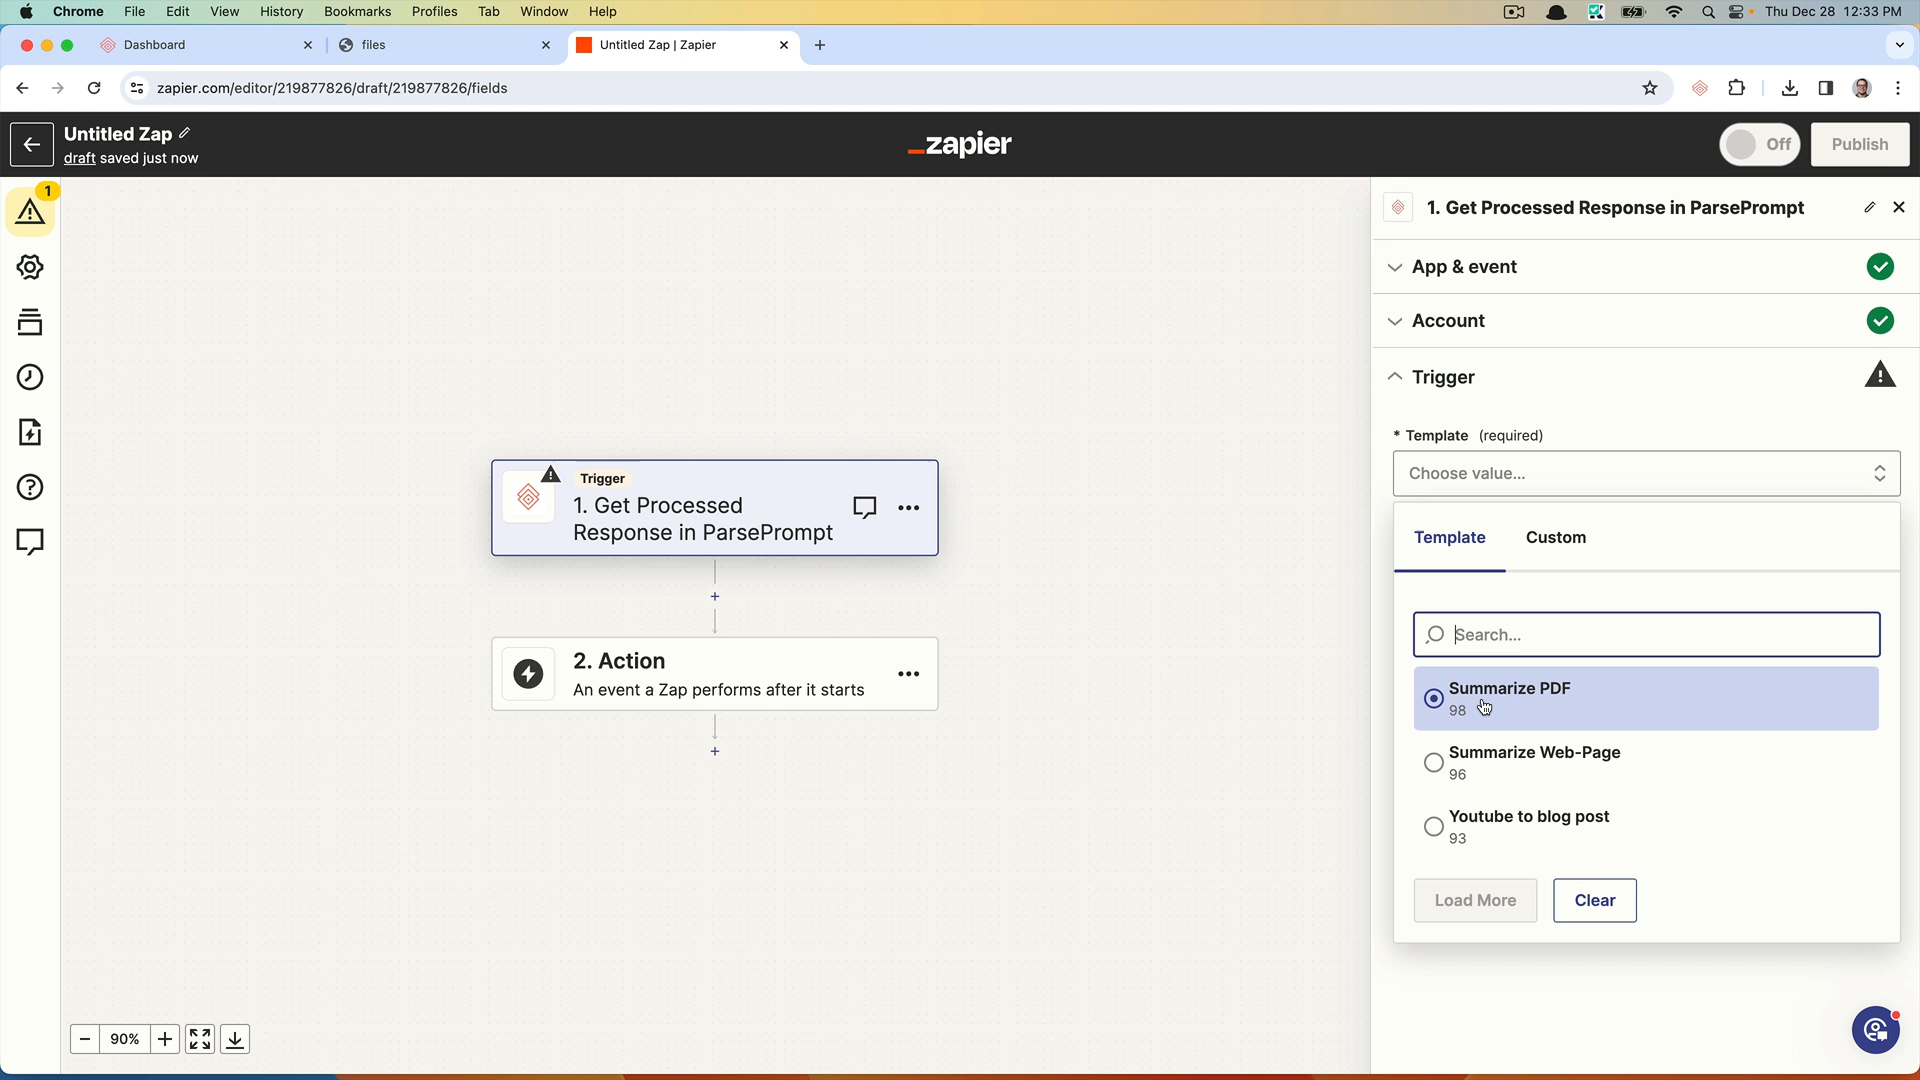 Chrome File Edit View History Bookmarks Profiles Tab Window Help
Thu Dec 28 12:33 PM
Dashboard
files
Untitled Zap | Zapier
zapier.com/editor/219877826/draft/219877826/fields
Untitled Zap
draft saved just now
zapier
Off
Publish
1
1. Get Processed Response in ParsePrompt
App & event
Account
Trigger
* Template (required)
Choose value...
Template Custom
Search...
Summarize PDF
98
Summarize Web-Page
96
Youtube to blog post
93
Load More Clear
Trigger
1. Get Processed
Response in ParsePrompt
2. Action
An event a Zap performs after it starts
90%